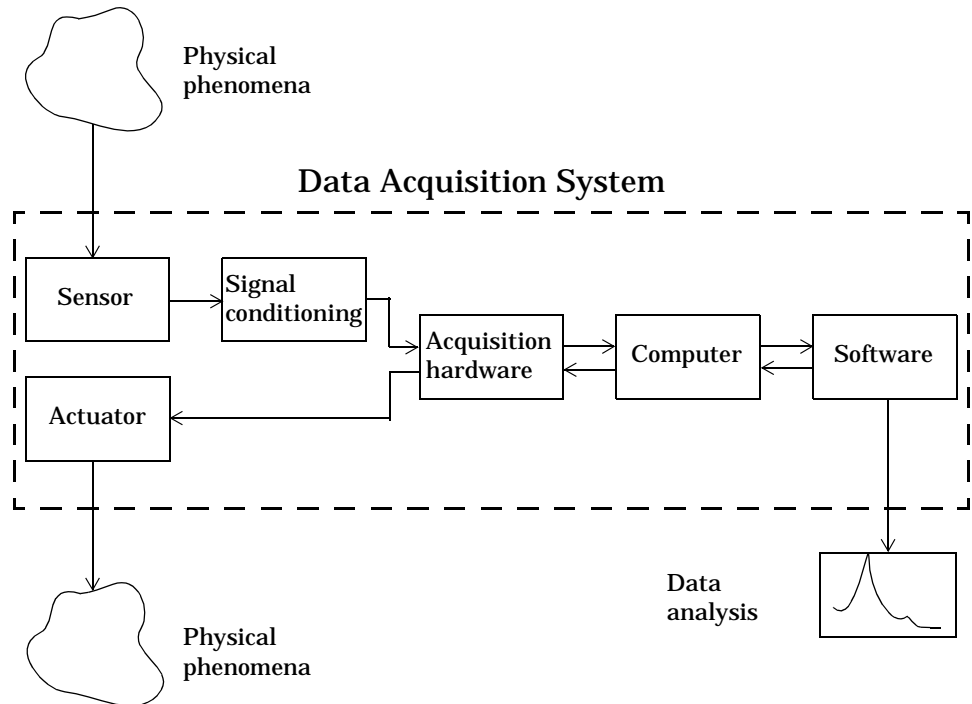 Physical
phenomena
Data Acquisition System
Sensor
Signal
conditioning
Acquisition
hardware
Computer
Software
Actuator
Data
analysis
Physical
phenomena